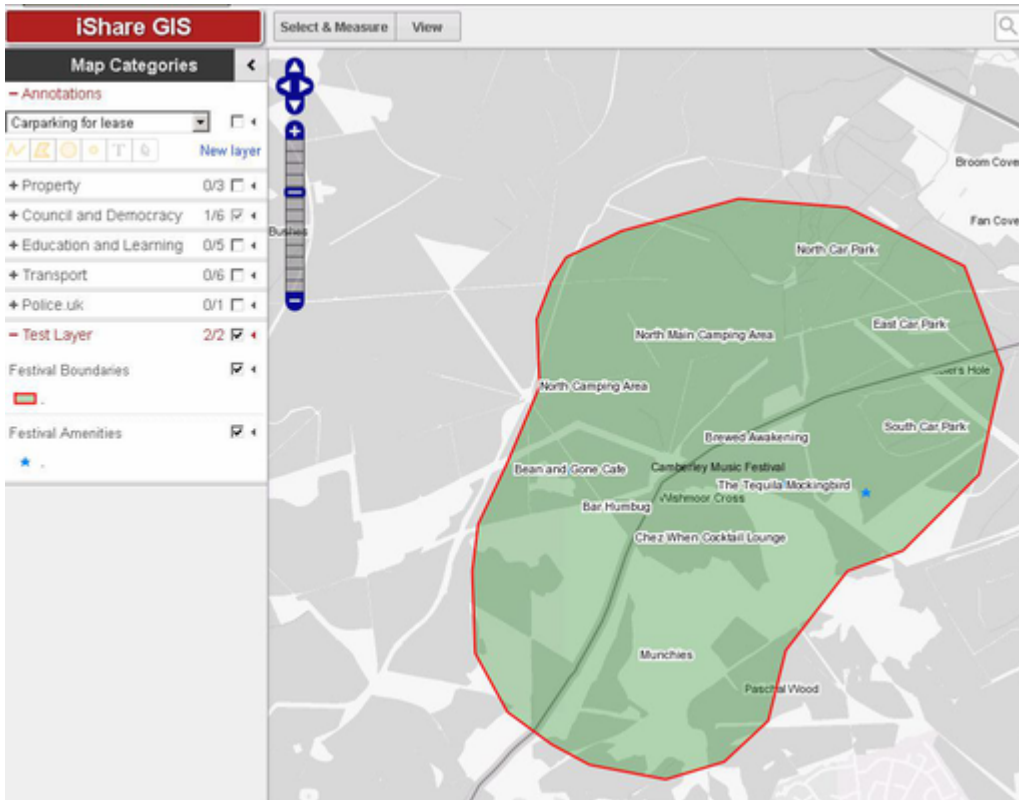 iShare GIS
Select & Measure
View
Map Categories
− Annotations
Carparking for lease
T
New layer
+ Property 0/3
+ Council and Democracy 1/6
+ Education and Learning 0/5
+ Transport 0/6
+ Police.uk 0/1
− Test Layer 2/2
Festival Boundaries
.
Festival Amenities
.
Broom Cove
Fan Cove
Bushes
North Car Park
East Car Park
North Main Camping Area
Hole
North Camping Area
South Car Park
Brewed Awakening
Bean and Gone Cafe
Camberley Music Festival
The Tequila Mockingbird
Wishmoor Cross
Bar Humbug
Chez When Cocktail Lounge
Munchies
Paschal Wood